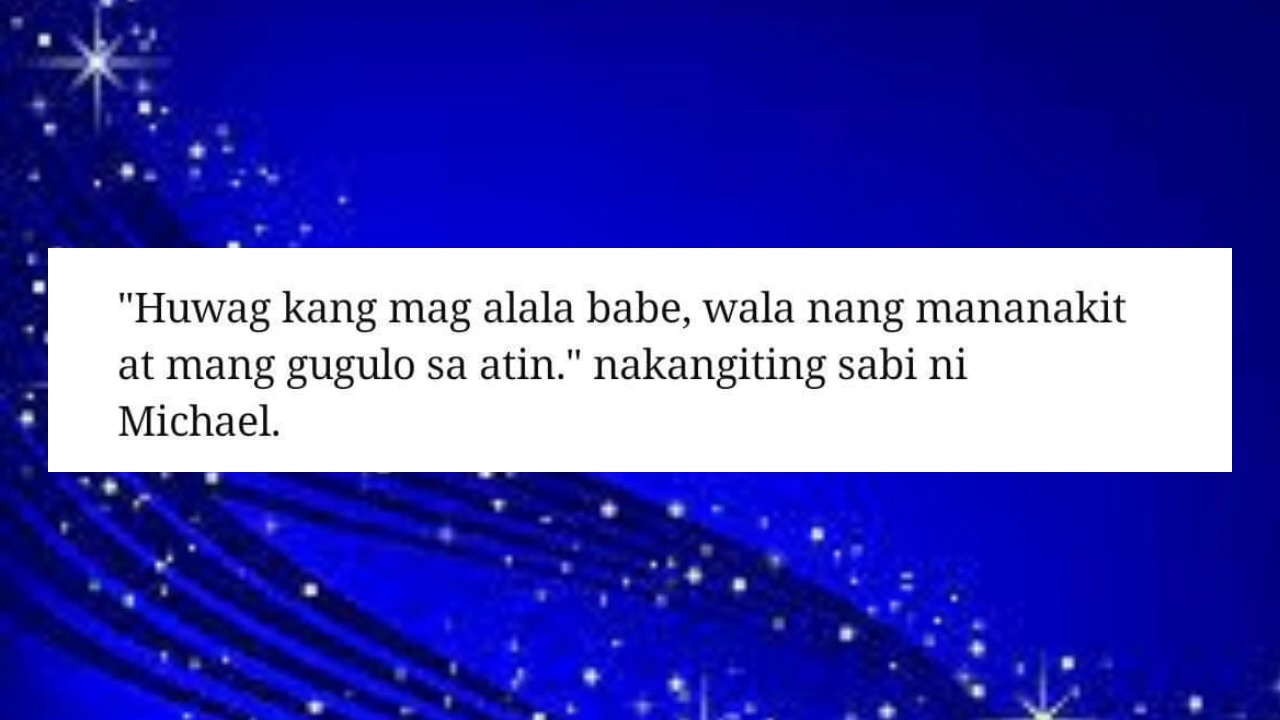 "Huwag kang mag alala babe, wala nang mananakit
at mang gugulo sa atin." nakangiting sabi ni
Michael.